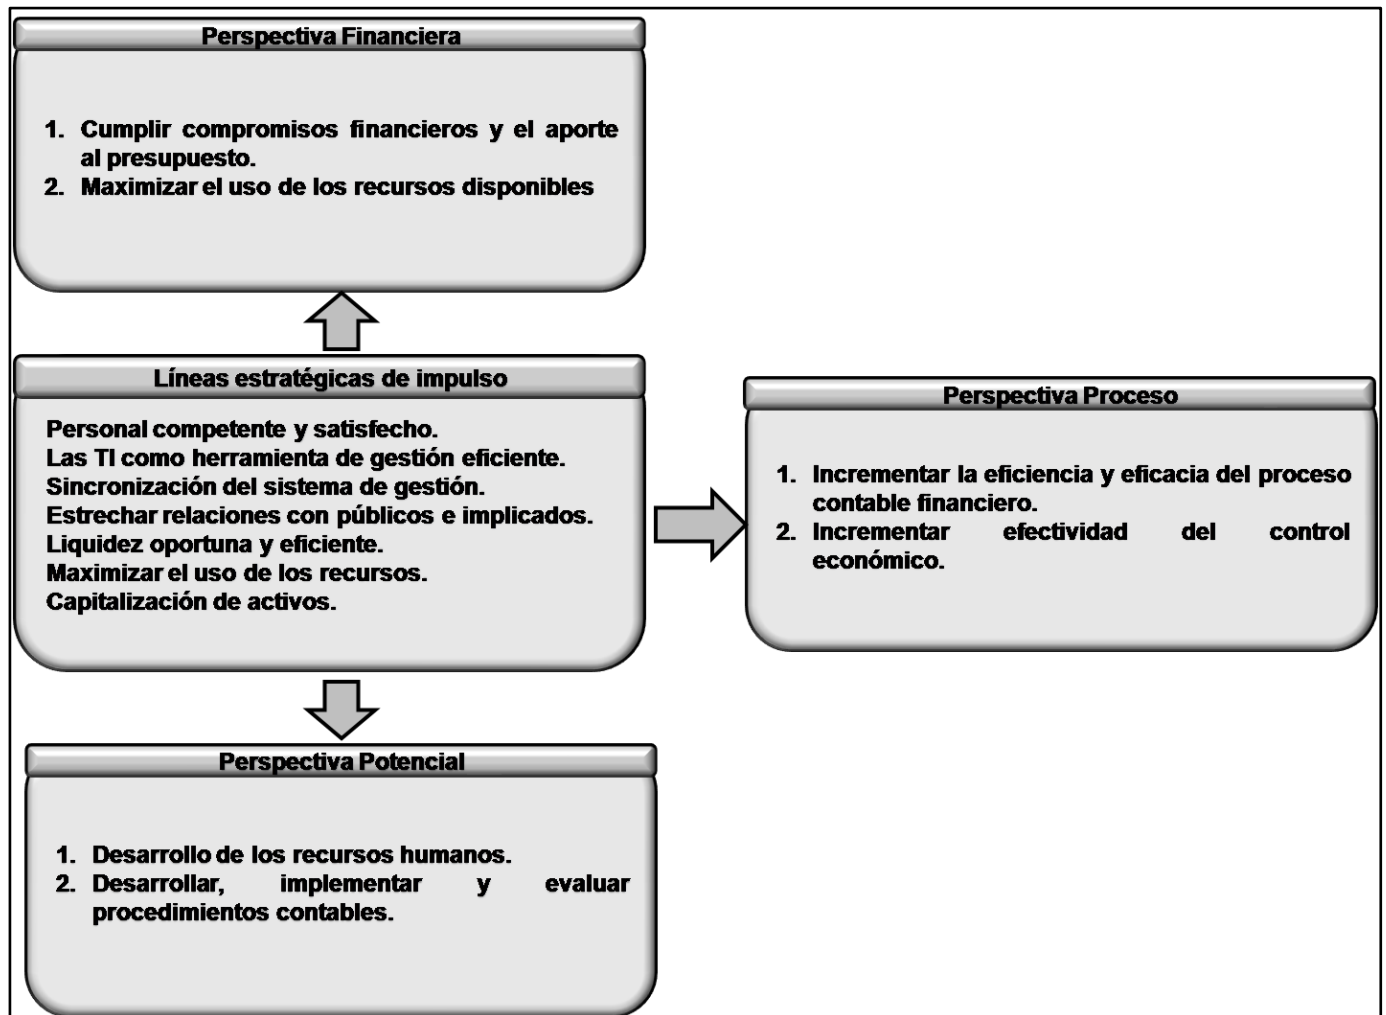 Perspectiva Financiera
1. Cumplir compromisos financieros y el aporte
al presupuesto.
2. Maximizar el uso de los recursos disponibles
Líneas estratégicas de impulso
Personal competente y satisfecho.
Las TI como herramienta de gestión eficiente.
Sincronización del sistema de gestión.
Estrechar relaciones con públicos e implicados.
Liquidez oportuna y eficiente.
Maximizar el uso de los recursos.
Capitalización de activos.
Perspectiva Proceso
1. Incrementar la eficiencia y eficacia del proceso
contable financiero.
2. Incrementar efectividad del control
económico.
Perspectiva Potencial
1. Desarrollo de los recursos humanos.
2. Desarrollar, implementar y evaluar
procedimientos contables.